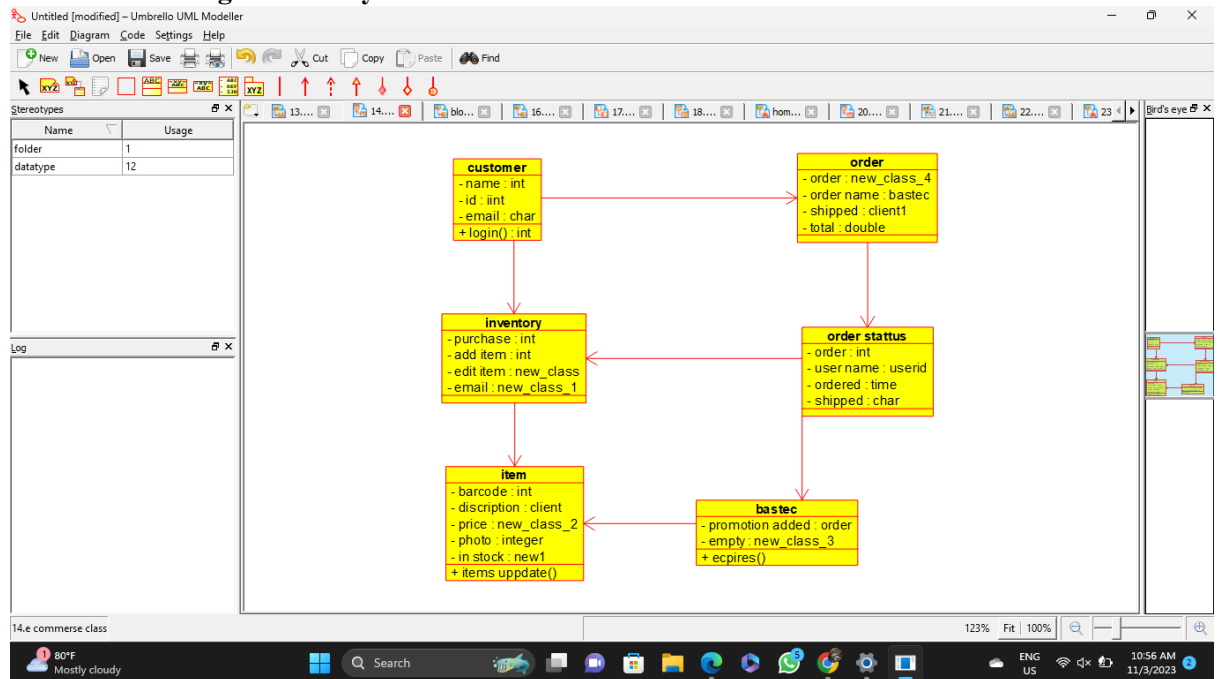 Untitled [modified] – Umbrello UML Modeller
File Edit Diagram Code Settings Help
New Open Save Cut Copy Paste Find
Stereotypes
Name Usage
folder 1
datatype 12
Log
13.... 14.... blo... 16.... 17.... 18.... hom... 20.... 21.... 22.... 23
Bird's eye
customer
- name : int
- id : iint
- email : char
+ login() : int
order
- order : new_class_4
- order name : bastec
- shipped : client1
- total : double
inventory
- purchase : int
- add item : int
- edit item : new_class
- email : new_class_1
order stattus
- order : int
- user name : userid
- ordered : time
- shipped : char
item
- barcode : int
- discription : client
- price : new_class_2
- photo : integer
- in stock : new1
+ items uppdate()
bastec
- promotion added : order
- empty : new_class_3
+ ecpires()
14.e commerse class
123% Fit 100%
1
80°F
Mostly cloudy
Search
5
ENG
US
10:56 AM
11/3/2023
2